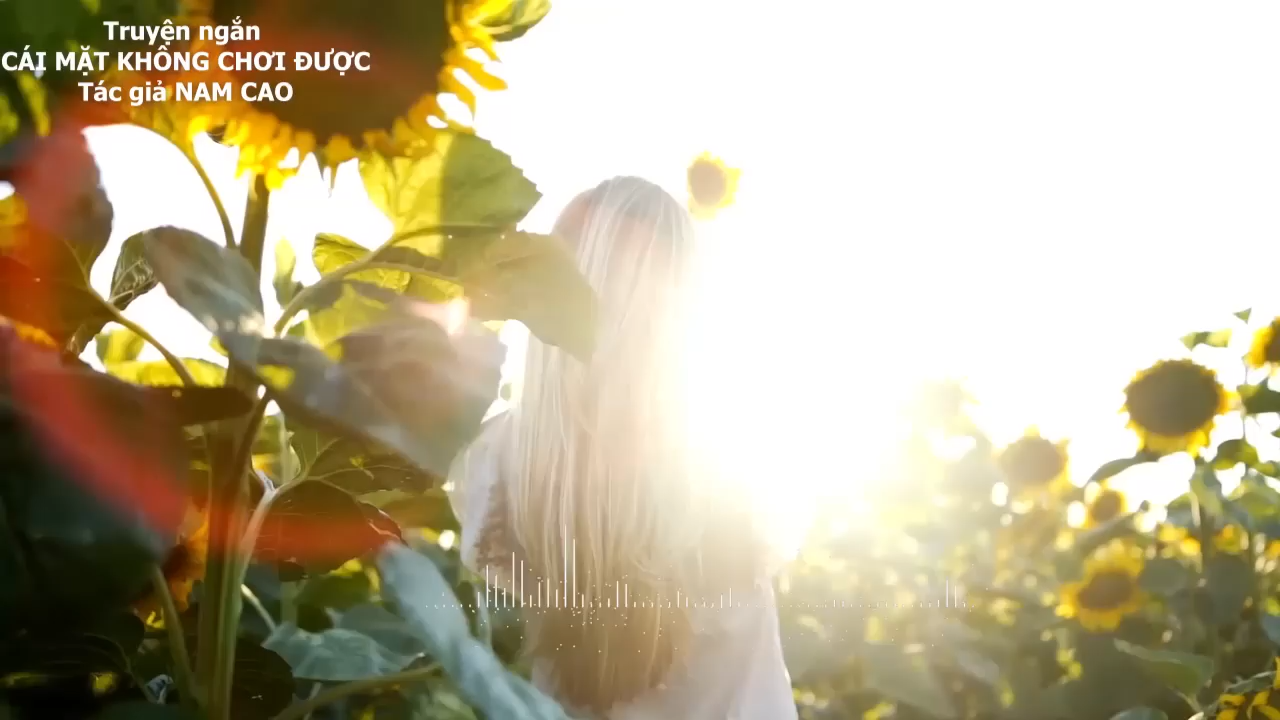 Truyện ngắn
CÁI MẶT KHÔNG CHƠI ĐƯỢC
Tác giả NAM CAO